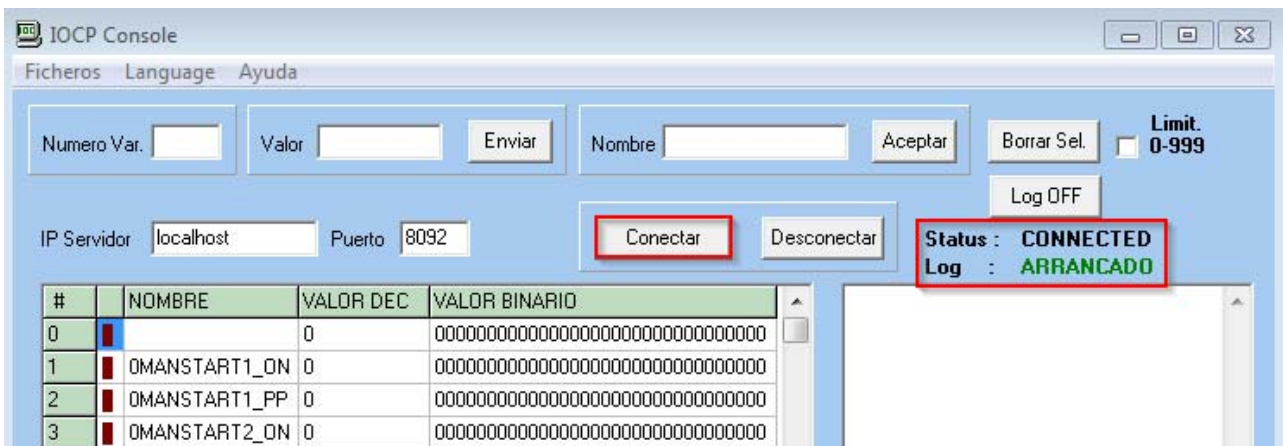 IOCP Console
Ficheros Language Ayuda
Numero Var. Valor Enviar Nombre Aceptar Borrar Sel. Limit.
0-999
Log OFF
IP Servidor localhost Puerto 8092 Conectar Desconectar Status : CONNECTED
Log : ARRANCADO
# NOMBRE VALOR DEC VALOR BINARIO
0 0 00000000000000000000000000000000
1 0MANSTART1_ON 0 00000000000000000000000000000000
2 0MANSTART1_PP 0 00000000000000000000000000000000
3 0MANSTART2_ON 0 00000000000000000000000000000000